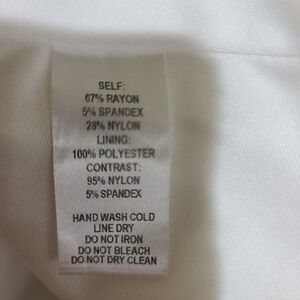 SELF:
67% RAYON
5% SPANDEX
28% NYLON
LINING:
100% POLYESTER
CONTRAST:
95% NYLON
5% SPANDEX
HAND WASH COLD
LINE DRY
DO NOT IRON
DO NOT BLEACH
DO NOT DRY CLEAN